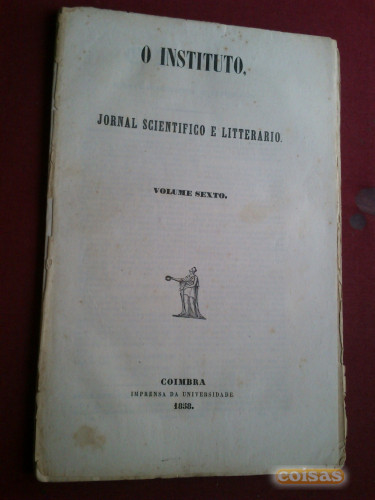 O INSTITUTO,
JORNAL SCIENTIFICO E LITTERARIO.
VOLUME SEXTO.
COIMBRA
IMPRENSA DA UNIVERSIDADE
1858.
coisas